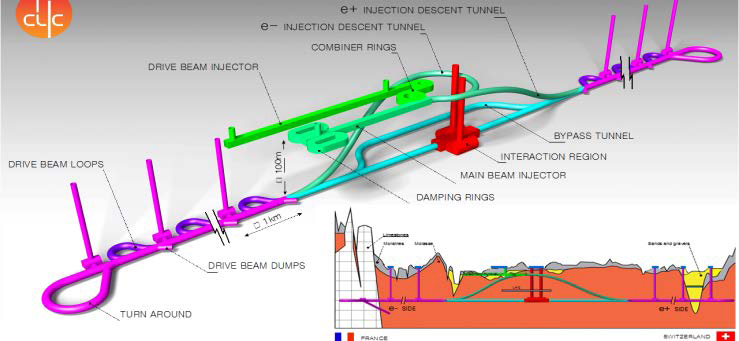 clic
e+ INJECTION DESCENT TUNNEL
e− INJECTION DESCENT TUNNEL
COMBINER RINGS
DRIVE BEAM INJECTOR
BYPASS TUNNEL
INTERACTION REGION
MAIN BEAM INJECTOR
DAMPING RINGS
DRIVE BEAM LOOPS
□ 100m
□ 1 km
DRIVE BEAM DUMPS
TURN AROUND
Limestones
Moraines
Molasse
Sands and gravels
e− SIDE
e+ SIDE
FRANCE
SWITZERLAND